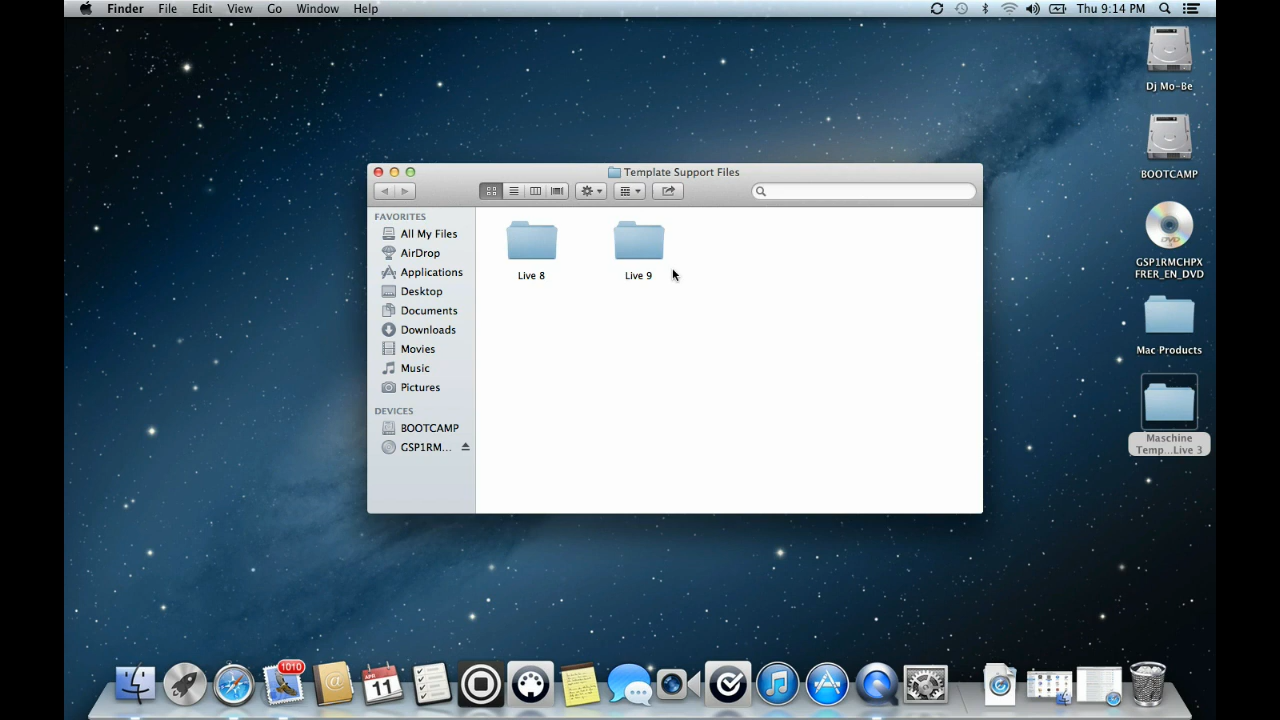 Finder File Edit View Go Window Help
Thu 9:14 PM
Dj Mo-Be
BOOTCAMP
GSP1RMCHPX
FRER_EN_DVD
Mac Products
Maschine
Temp...Live 3
Template Support Files
FAVORITES
All My Files
AirDrop
Applications
Desktop
Documents
Downloads
Movies
Music
Pictures
DEVICES
BOOTCAMP
GSP1RM...
Live 8
Live 9
DVD
1010
APR
11